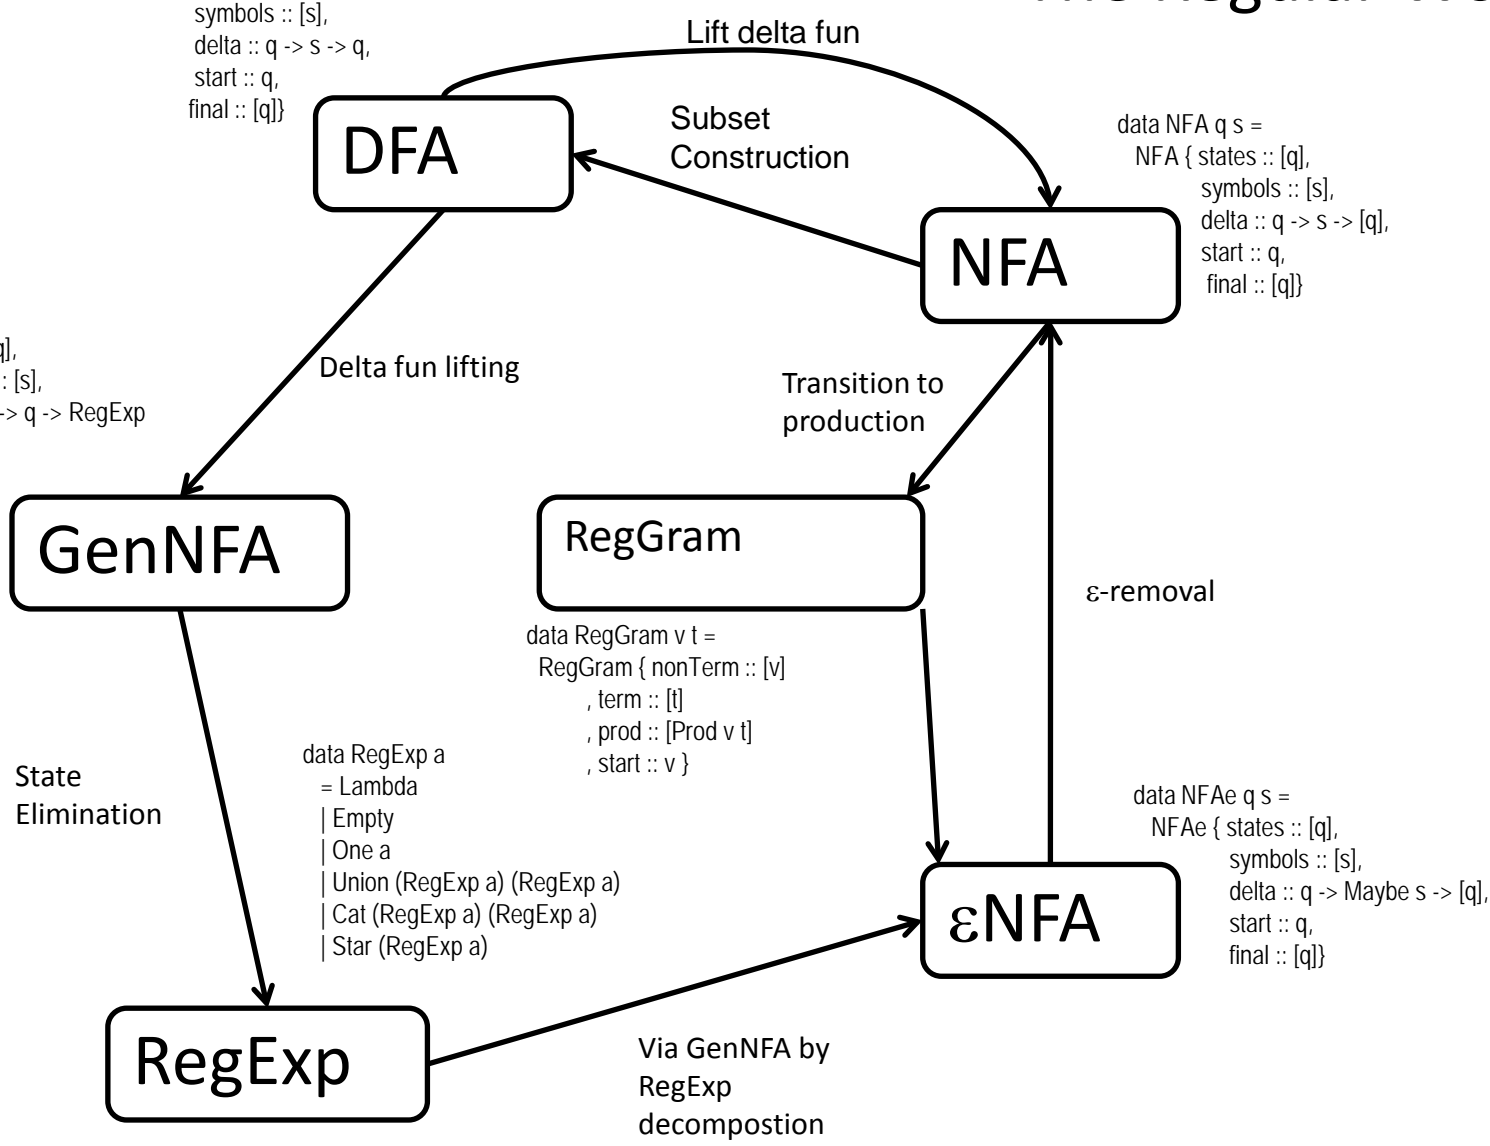 symbols :: [s],
delta :: q -> s -> q,
start :: q,
final :: [q]}
Lift delta fun
DFA
Subset
Construction
data NFA q s =
NFA { states :: [q],
symbols :: [s],
delta :: q -> s -> [q],
start :: q,
final :: [q]}
NFA
q],
: [s],
-> q -> RegExp
Delta fun lifting
Transition to
production
GenNFA
RegGram
ε-removal
data RegGram v t =
RegGram { nonTerm :: [v]
, term :: [t]
, prod :: [Prod v t]
, start :: v }
State
Elimination
data RegExp a
= Lambda
| Empty
| One a
| Union (RegExp a) (RegExp a)
| Cat (RegExp a) (RegExp a)
| Star (RegExp a)
data NFAe q s =
NFAe { states :: [q],
symbols :: [s],
delta :: q -> Maybe s -> [q],
start :: q,
final :: [q]}
εNFA
RegExp
Via GenNFA by
RegExp
decompostion